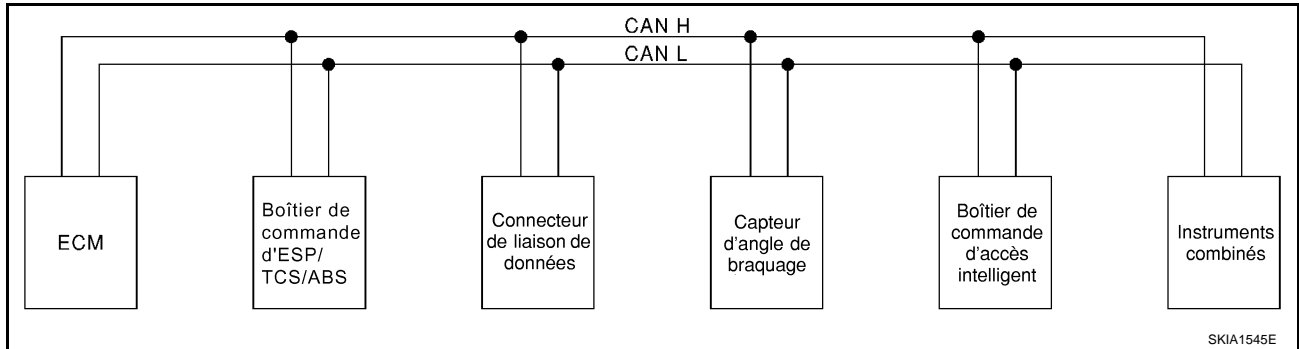 CAN H
CAN L
ECM
Boîtier de
commande
d'ESP/
TCS/ABS
Connecteur
de liaison de
données
Capteur
d'angle de
braquage
Boîtier de
commande
d'accès
intelligent
Instruments
combinés
SKIA1545E